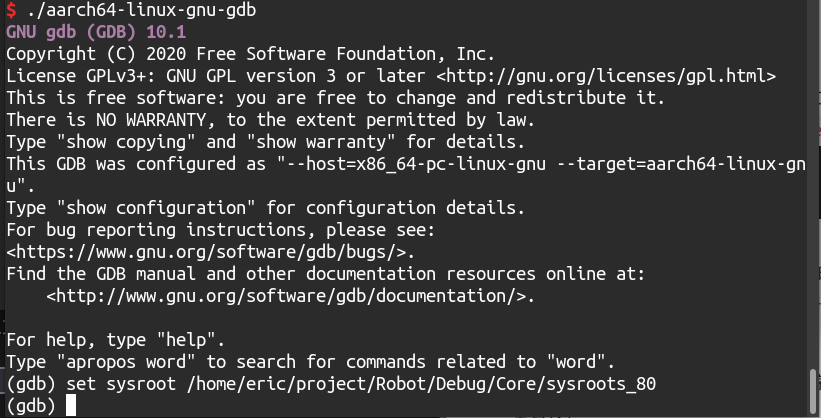 $ ./aarch64-linux-gnu-gdb
GNU gdb (GDB) 10.1
Copyright (C) 2020 Free Software Foundation, Inc.
License GPLv3+: GNU GPL version 3 or later <http://gnu.org/licenses/gpl.html>
This is free software: you are free to change and redistribute it.
There is NO WARRANTY, to the extent permitted by law.
Type "show copying" and "show warranty" for details.
This GDB was configured as "--host=x86_64-pc-linux-gnu --target=aarch64-linux-gn
u".
Type "show configuration" for configuration details.
For bug reporting instructions, please see:
<https://www.gnu.org/software/gdb/bugs/>.
Find the GDB manual and other documentation resources online at:
    <http://www.gnu.org/software/gdb/documentation/>.

For help, type "help".
Type "apropos word" to search for commands related to "word".
(gdb) set sysroot /home/eric/project/Robot/Debug/Core/sysroots_80
(gdb)